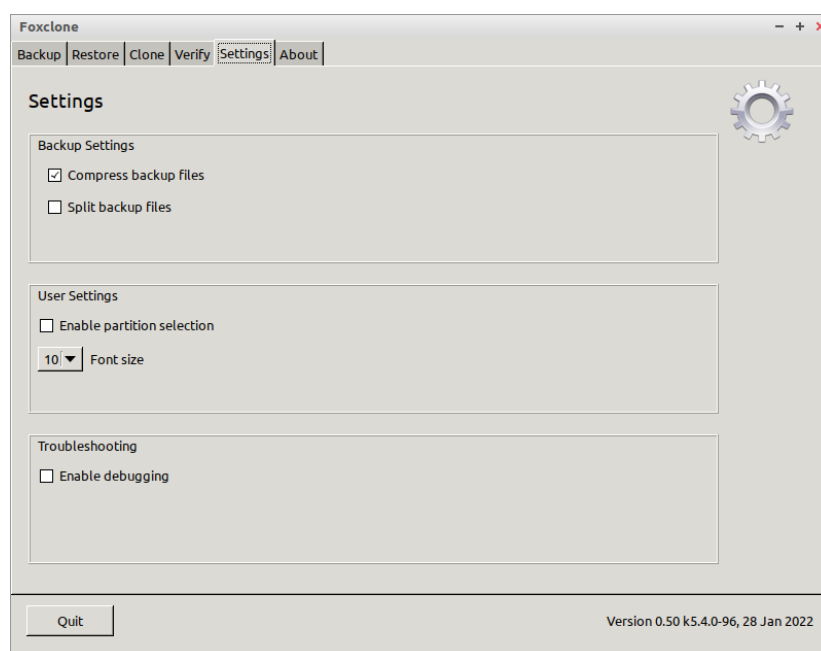 Foxclone
Backup Restore Clone Verify Settings About
Settings
Backup Settings
Compress backup files
Split backup files
User Settings
Enable partition selection
10 Font size
Troubleshooting
Enable debugging
Quit
Version 0.50 k5.4.0-96, 28 Jan 2022